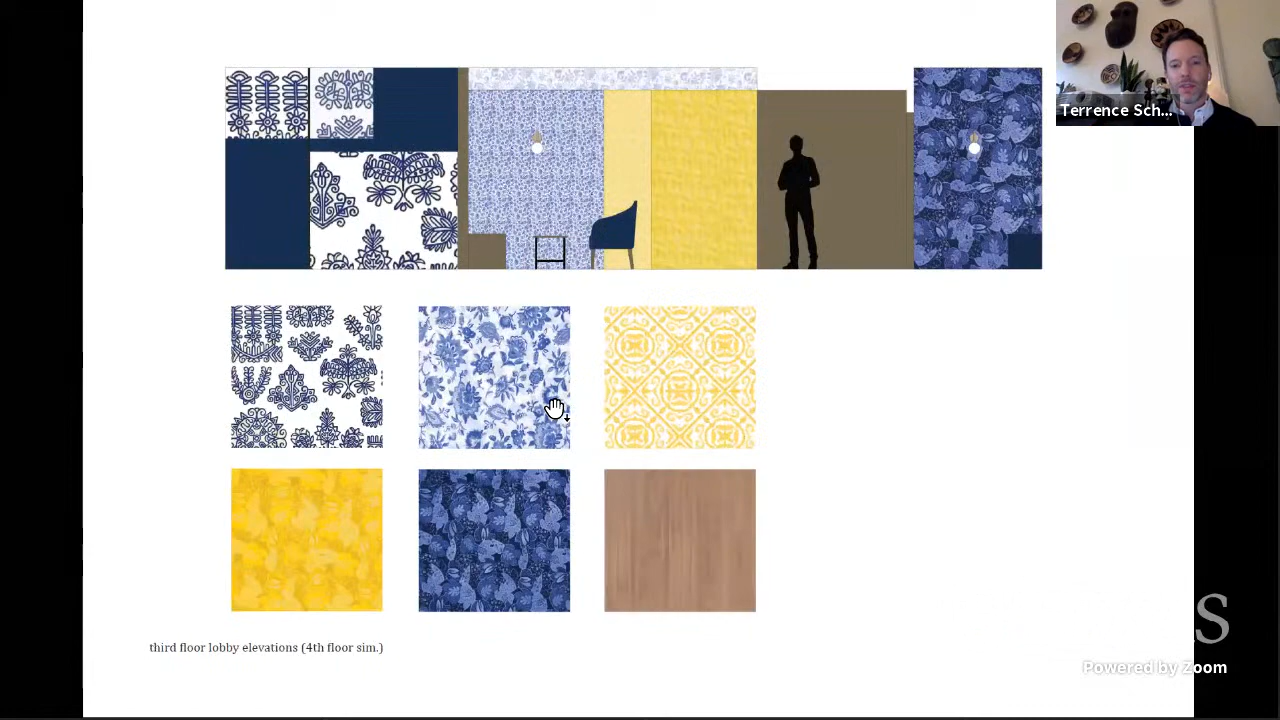 Terrence Sch...
third floor lobby elevations (4th floor sim.)
S
Powered by Zoom